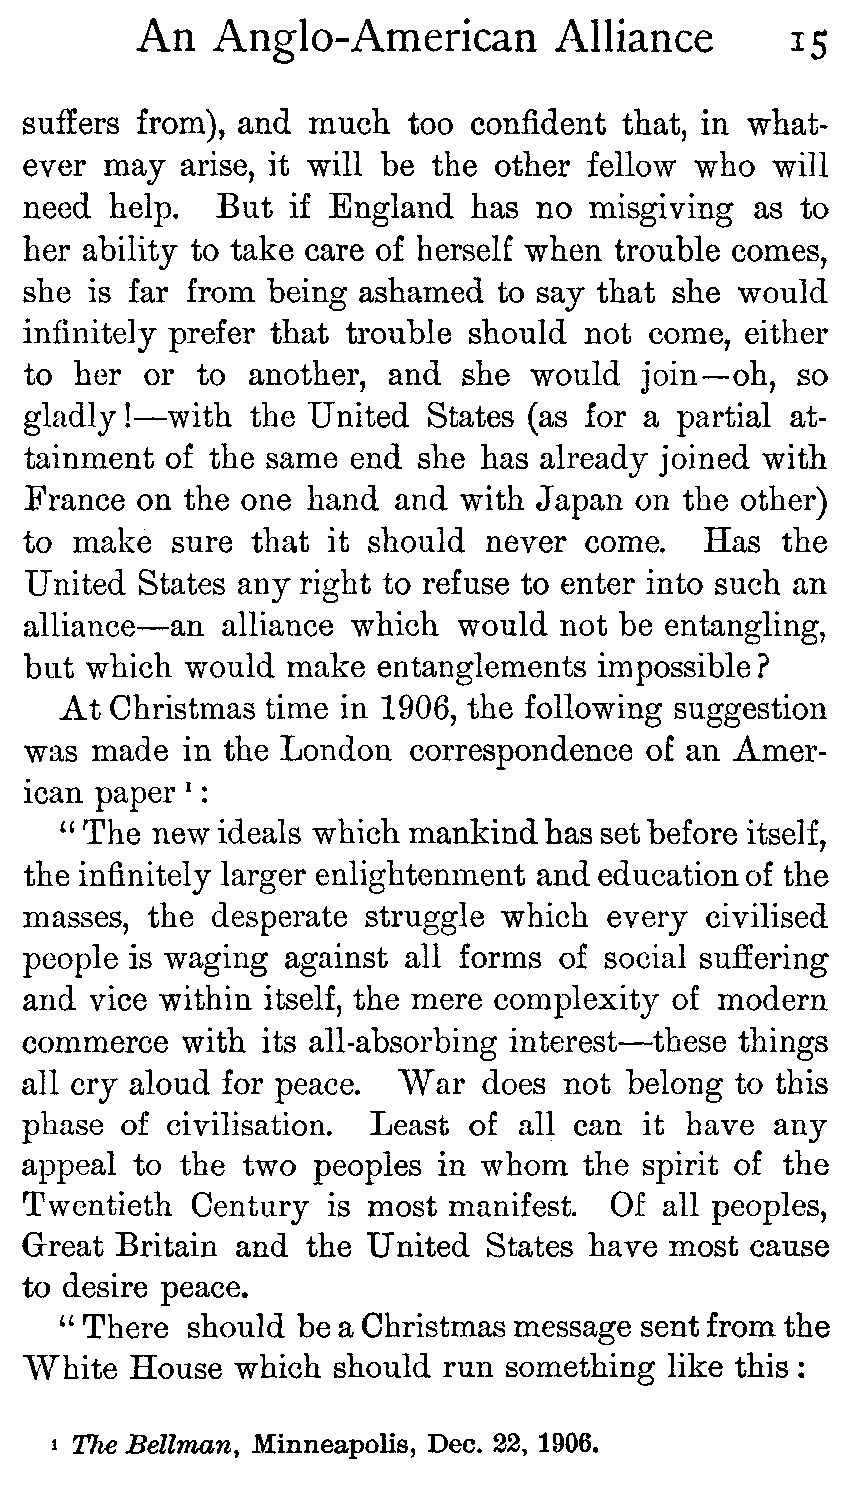 An Anglo-American Alliance 15
suffers from), and much too confident that, in what-
ever may arise, it will be the other fellow who will
need help. But if England has no misgiving as to
her ability to take care of herself when trouble comes,
she is far from being ashamed to say that she would
infinitely prefer that trouble should not come, either
to her or to another, and she would join—oh, so
gladly!—with the United States (as for a partial at-
tainment of the same end she has already joined with
France on the one hand and with Japan on the other)
to make sure that it should never come. Has the
United States any right to refuse to enter into such an
alliance—an alliance which would not be entangling,
but which would make entanglements impossible?
At Christmas time in 1906, the following suggestion
was made in the London correspondence of an Amer-
ican paper ¹:
"The new ideals which mankind has set before itself,
the infinitely larger enlightenment and education of the
masses, the desperate struggle which every civilised
people is waging against all forms of social suffering
and vice within itself, the mere complexity of modern
commerce with its all-absorbing interest—these things
all cry aloud for peace. War does not belong to this
phase of civilisation. Least of all can it have any
appeal to the two peoples in whom the spirit of the
Twentieth Century is most manifest. Of all peoples,
Great Britain and the United States have most cause
to desire peace.
"There should be a Christmas message sent from the
White House which should run something like this:
¹ The Bellman, Minneapolis, Dec. 22, 1906.